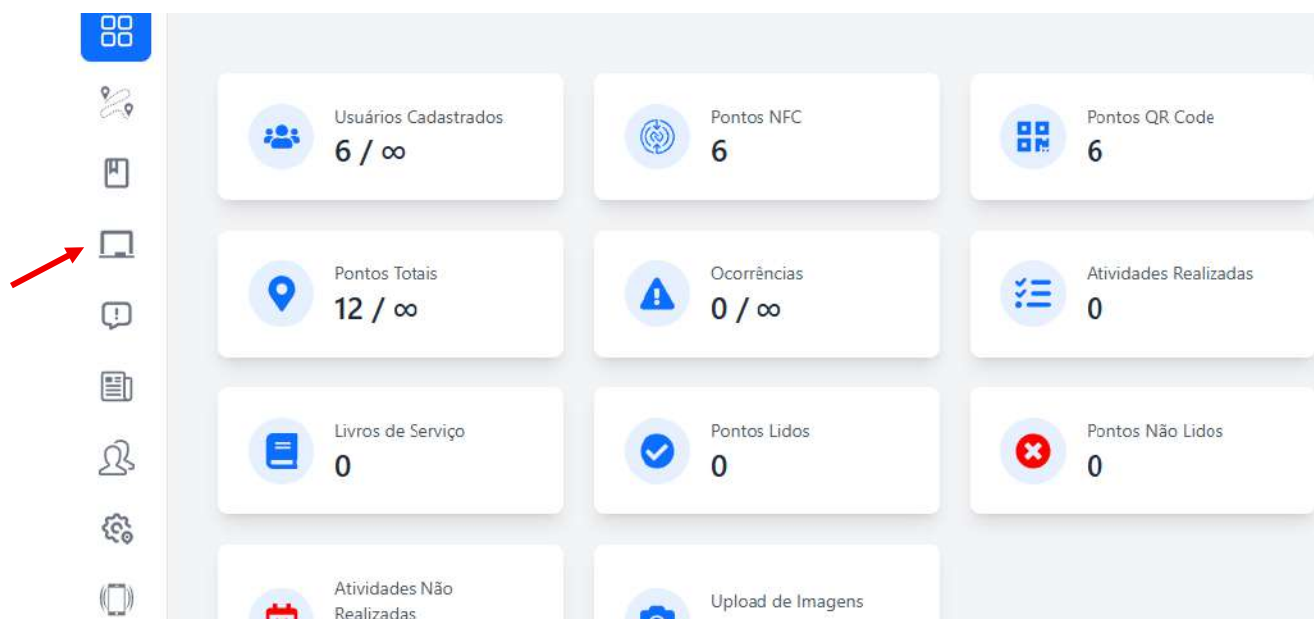 Usuários Cadastrados
6 / ∞
Pontos NFC
6
Pontos QR Code
6
Pontos Totais
12 / ∞
Ocorrências
0 / ∞
Atividades Realizadas
0
Livros de Serviço
0
Pontos Lidos
0
Pontos Não Lidos
0
Atividades Não
Realizadas
Upload de Imagens